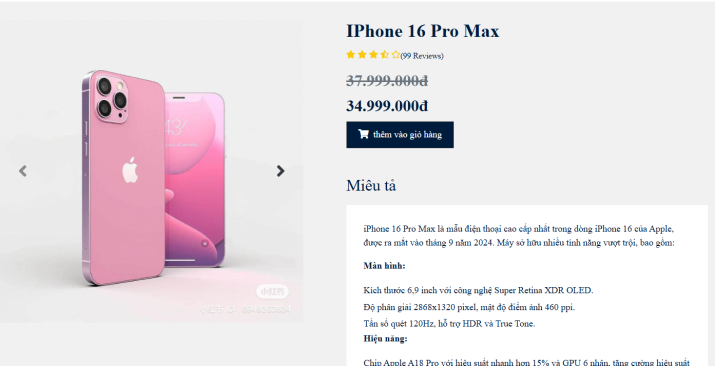 IPhone 16 Pro Max
(99 Reviews)
37.999.000đ
34.999.000đ
thêm vào giỏ hàng
Miêu tả
iPhone 16 Pro Max là mẫu điện thoại cao cấp nhất trong dòng iPhone 16 của Apple,
được ra mắt vào tháng 9 năm 2024. Máy sở hữu nhiều tính năng vượt trội, bao gồm:
Màn hình:
Kích thước 6,9 inch với công nghệ Super Retina XDR OLED.
Độ phân giải 2868x1320 pixel, mật độ điểm ảnh 460 ppi.
Tần số quét 120Hz, hỗ trợ HDR và True Tone.
Hiệu năng:
Chip Apple A18 Pro với hiệu suất nhanh hơn 15% và GPU 6 nhân, tăng cường hiệu suất
小红书